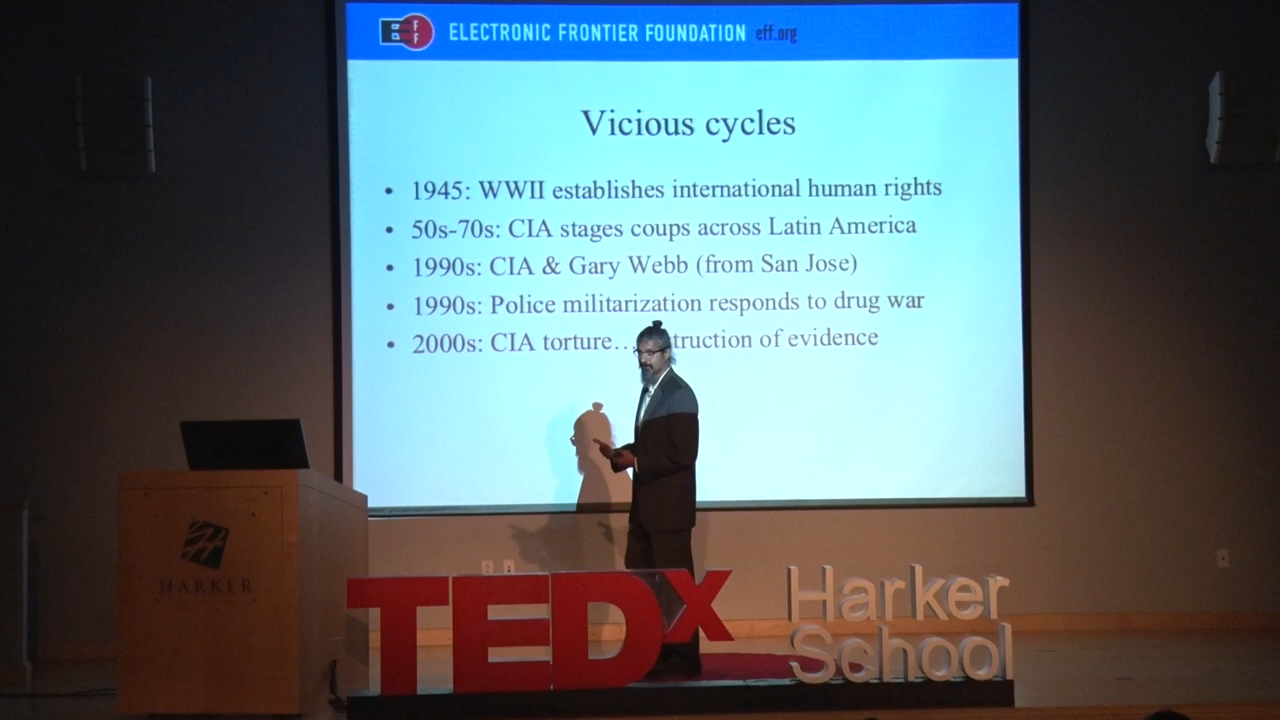 EFF ELECTRONIC FRONTIER FOUNDATION eff.org
Vicious cycles
• 1945: WWII establishes international human rights
• 50s-70s: CIA stages coups across Latin America
• 1990s: CIA & Gary Webb (from San Jose)
• 1990s: Police militarization responds to drug war
• 2000s: CIA torture… of evidence
HARKER
TEDx Harker
School